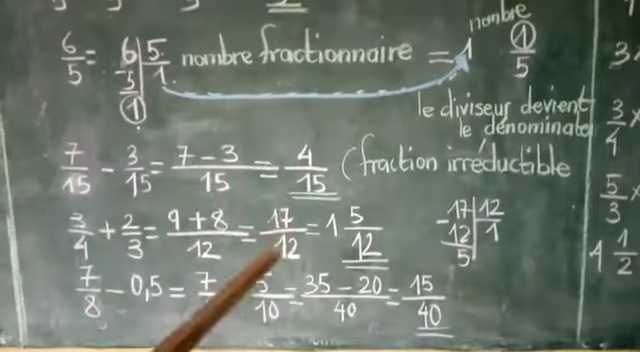 nombre
6/5 = 6 | 5 nombre fractionnaire = 1 1/5
-5 | 1
1
le diviseur devient
le dénominate
7/15 - 3/15 = 7-3/15 = 4/15 (fraction irréductible
3/4 + 2/3 = 9+8/12 = 17/12 = 1 5/12
-17 | 12
12 | 1
5
7/8 - 0,5 = 7/ 5/10 = 35-20/40 = 15/40
3
3/4 ×
5/3 ×
4 1/2